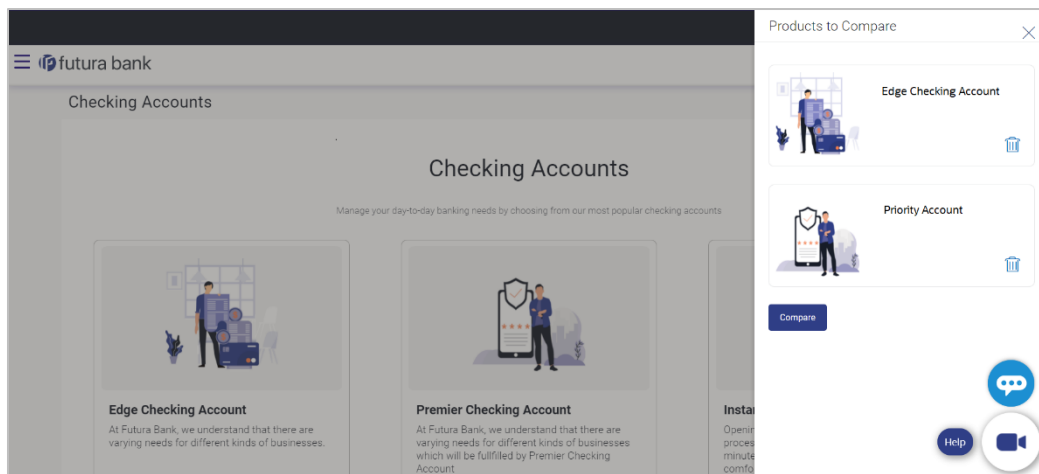 Products to Compare
futura bank
Checking Accounts
Checking Accounts
Manage your day-to-day banking needs by choosing from our most popular checking accounts
Edge Checking Account
At Futura Bank, we understand that there are
varying needs for different kinds of businesses.
Premier Checking Account
At Futura Bank, we understand that there are
varying needs for different kinds of businesses
which will be fullfilled by Premier Checking
Account
Edge Checking Account
Priority Account
Compare
Help